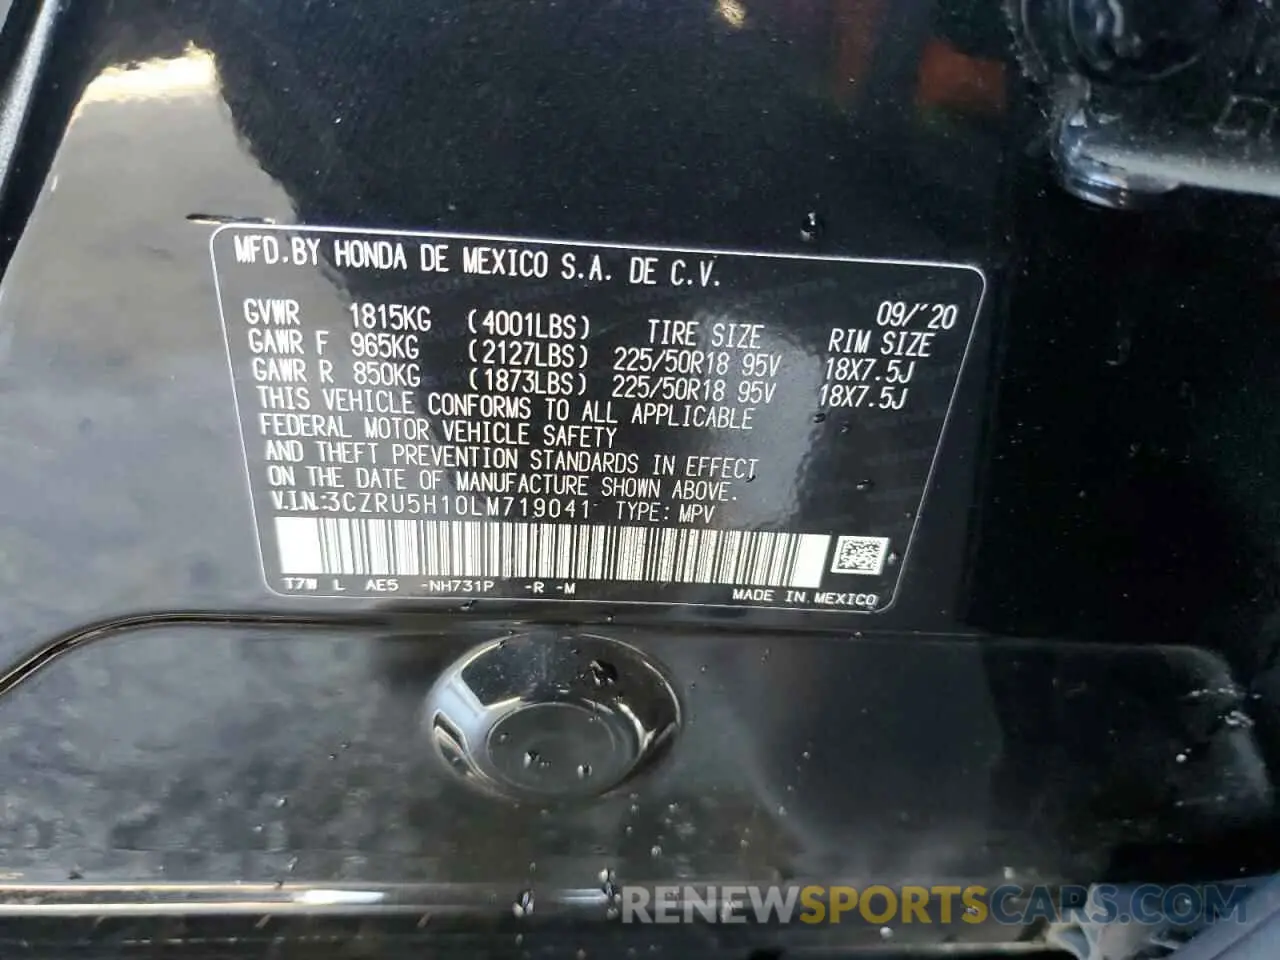 MFD.BY HONDA DE MEXICO S.A. DE C.V.
09/'20
GVWR 1815KG (4001LBS) TIRE SIZE RIM SIZE
GAWR F 965KG (2127LBS) 225/50R18 95V 18X7.5J
GAWR R 850KG (1873LBS) 225/50R18 95V 18X7.5J
THIS VEHICLE CONFORMS TO ALL APPLICABLE
FEDERAL MOTOR VEHICLE SAFETY
AND THEFT PREVENTION STANDARDS IN EFFECT
ON THE DATE OF MANUFACTURE SHOWN ABOVE.
V.I.N.:3CZRU5H10LM719041 TYPE: MPV
T7W L AE5 -NH731P -R -M
MADE IN MEXICO
RENEWSPORTSCARS.COM